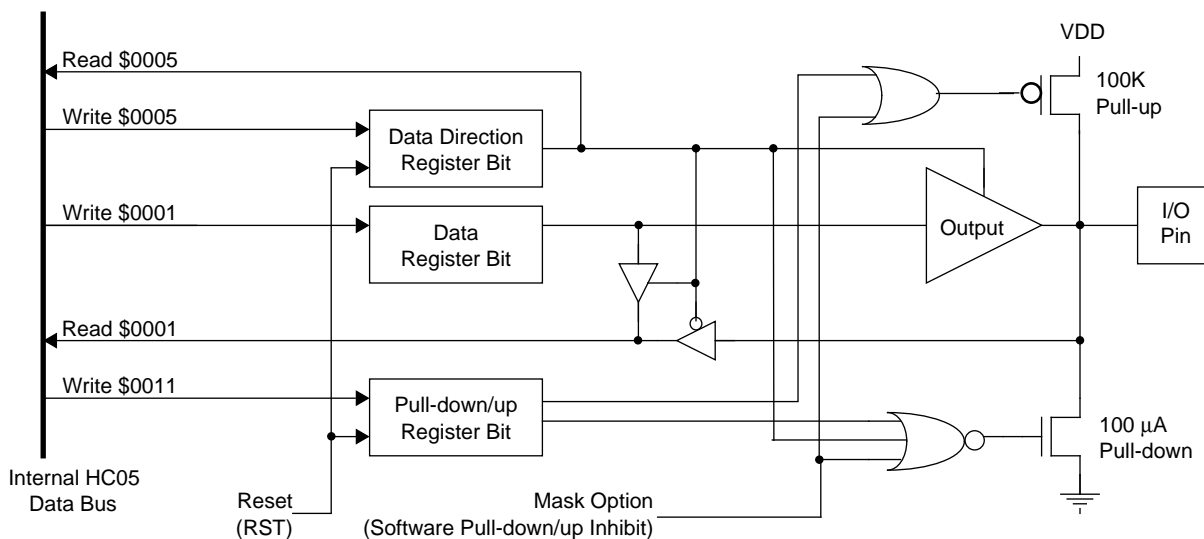 Read $0005
Write $0005
Data Direction
Register Bit
Write $0001
Data
Register Bit
Read $0001
Write $0011
Pull-down/up
Register Bit
Internal HC05
Data Bus
Reset
(RST)
Mask Option
(Software Pull-down/up Inhibit)
VDD
100K
Pull-up
Output
I/O
Pin
100 µA
Pull-down